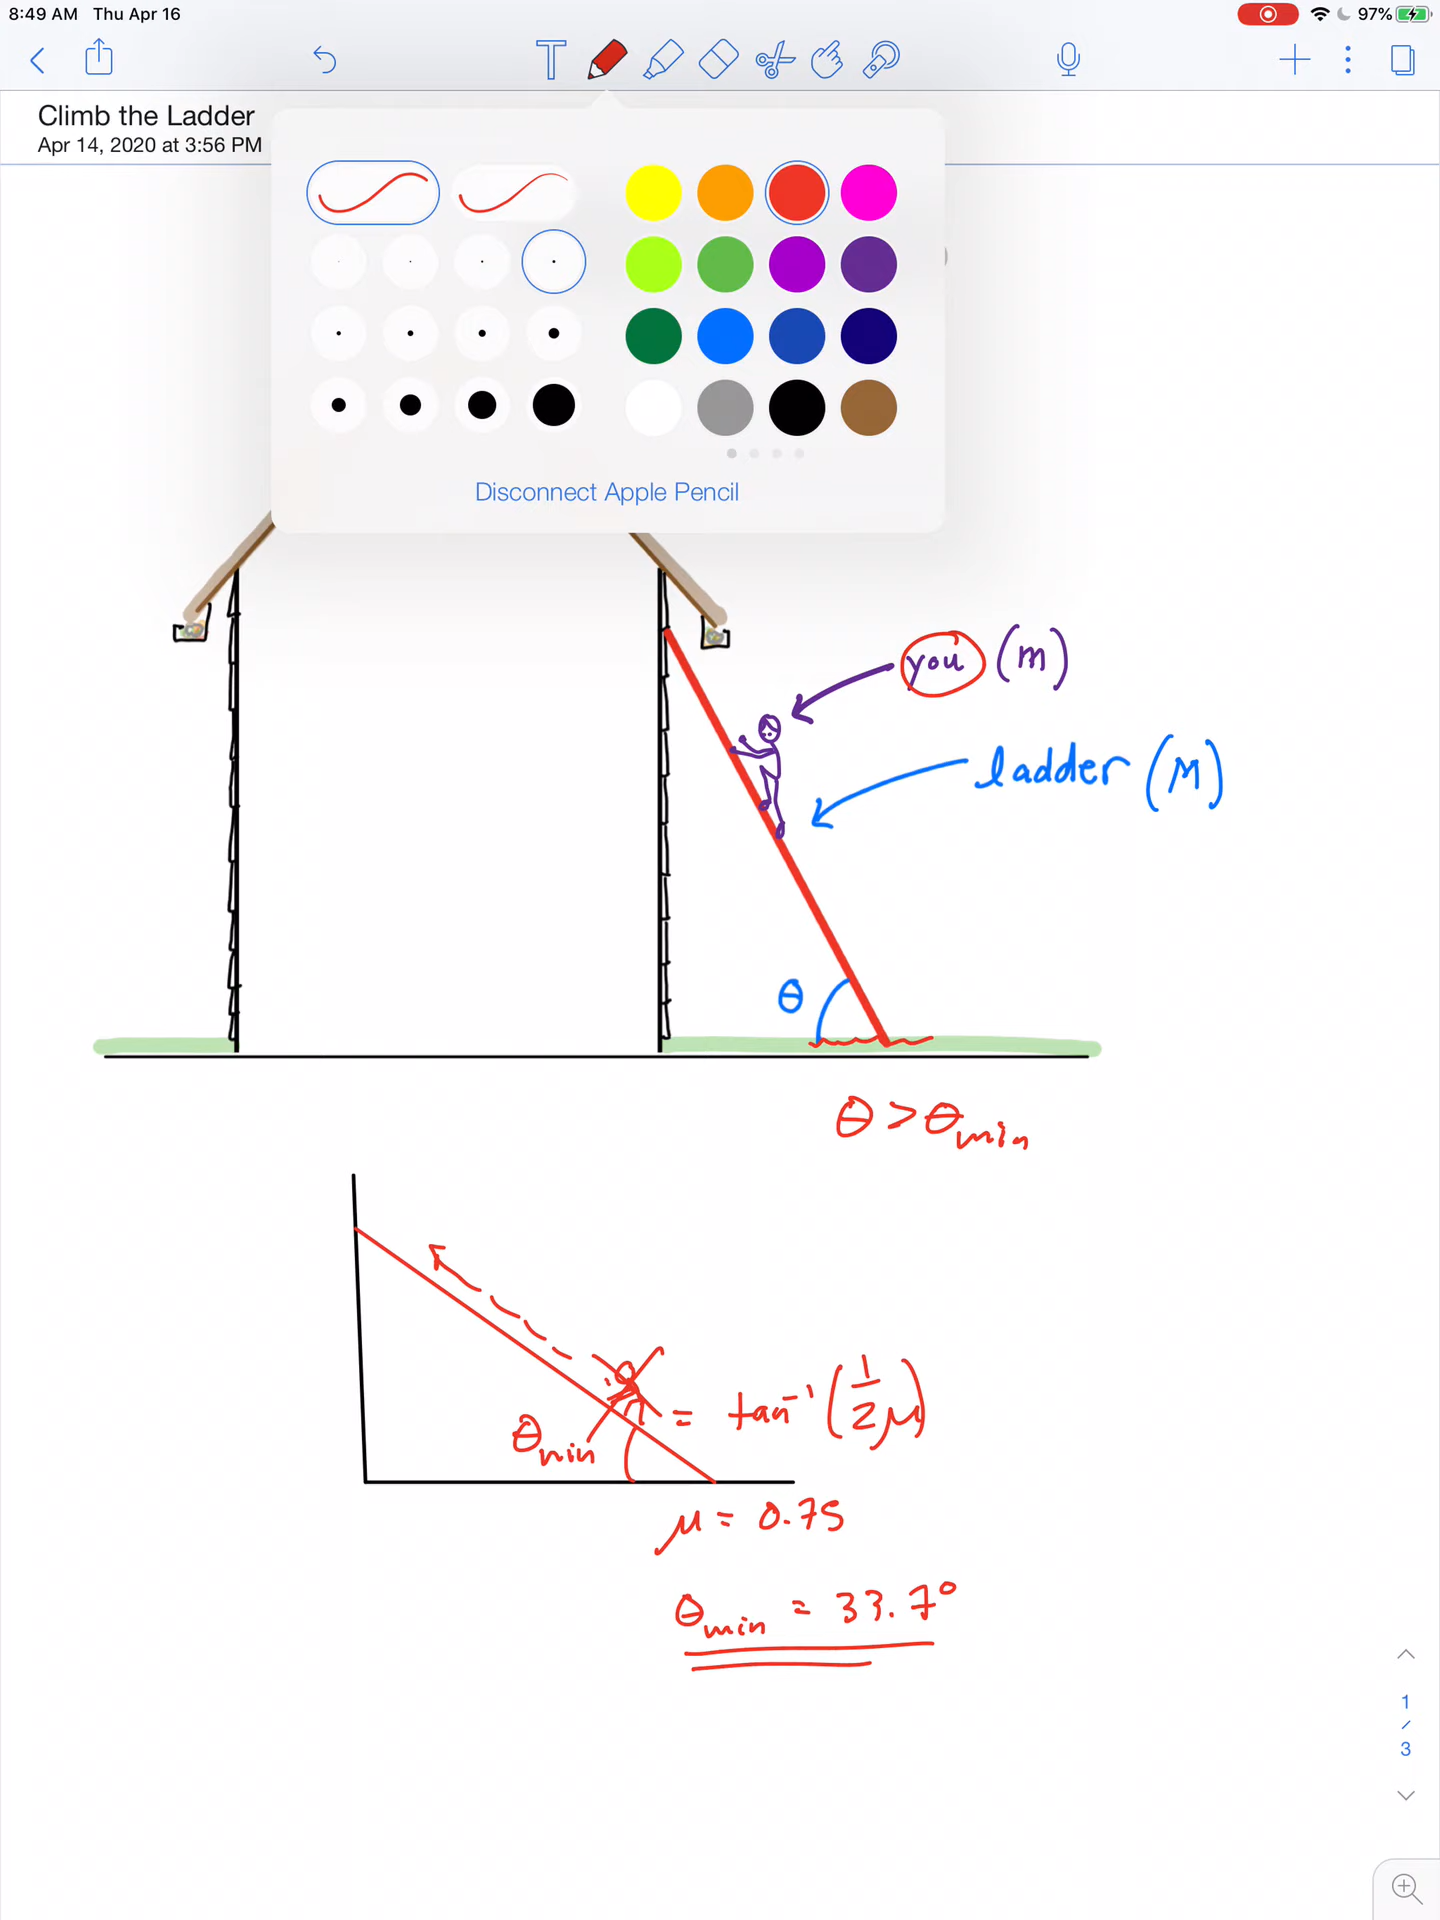 8:49 AM Thu Apr 16
97%
T
Climb the Ladder
Apr 14, 2020 at 3:56 PM
Disconnect Apple Pencil
you (m)
ladder (M)
θ
θ > θmin
θmin = tan⁻¹ (1/2μ)
μ = 0.75
θmin = 33.7°
1
/
3